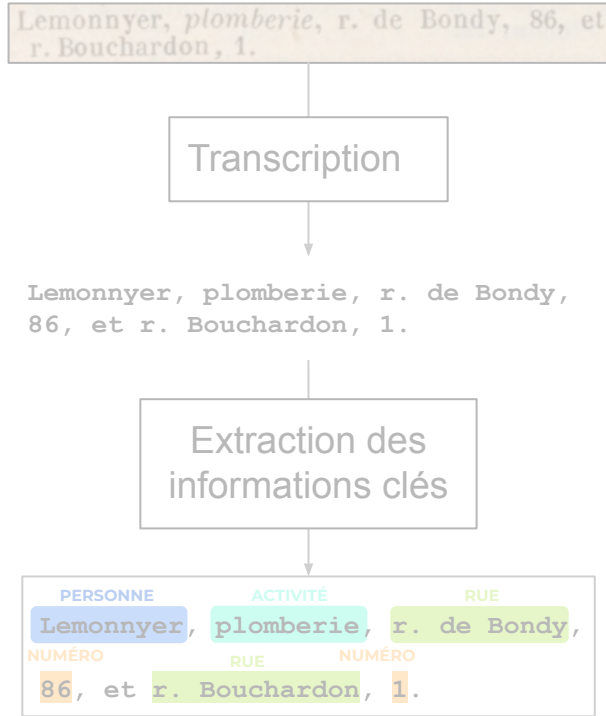 Lemonnyer, plomberie, r. de Bondy, 86, et
r. Bouchardon, 1.
Transcription
Lemonnyer, plomberie, r. de Bondy,
86, et r. Bouchardon, 1.
Extraction des
informations clés
PERSONNE ACTIVITÉ RUE
Lemonnyer, plomberie, r. de Bondy,
NUMÉRO RUE NUMÉRO
86, et r. Bouchardon, 1.